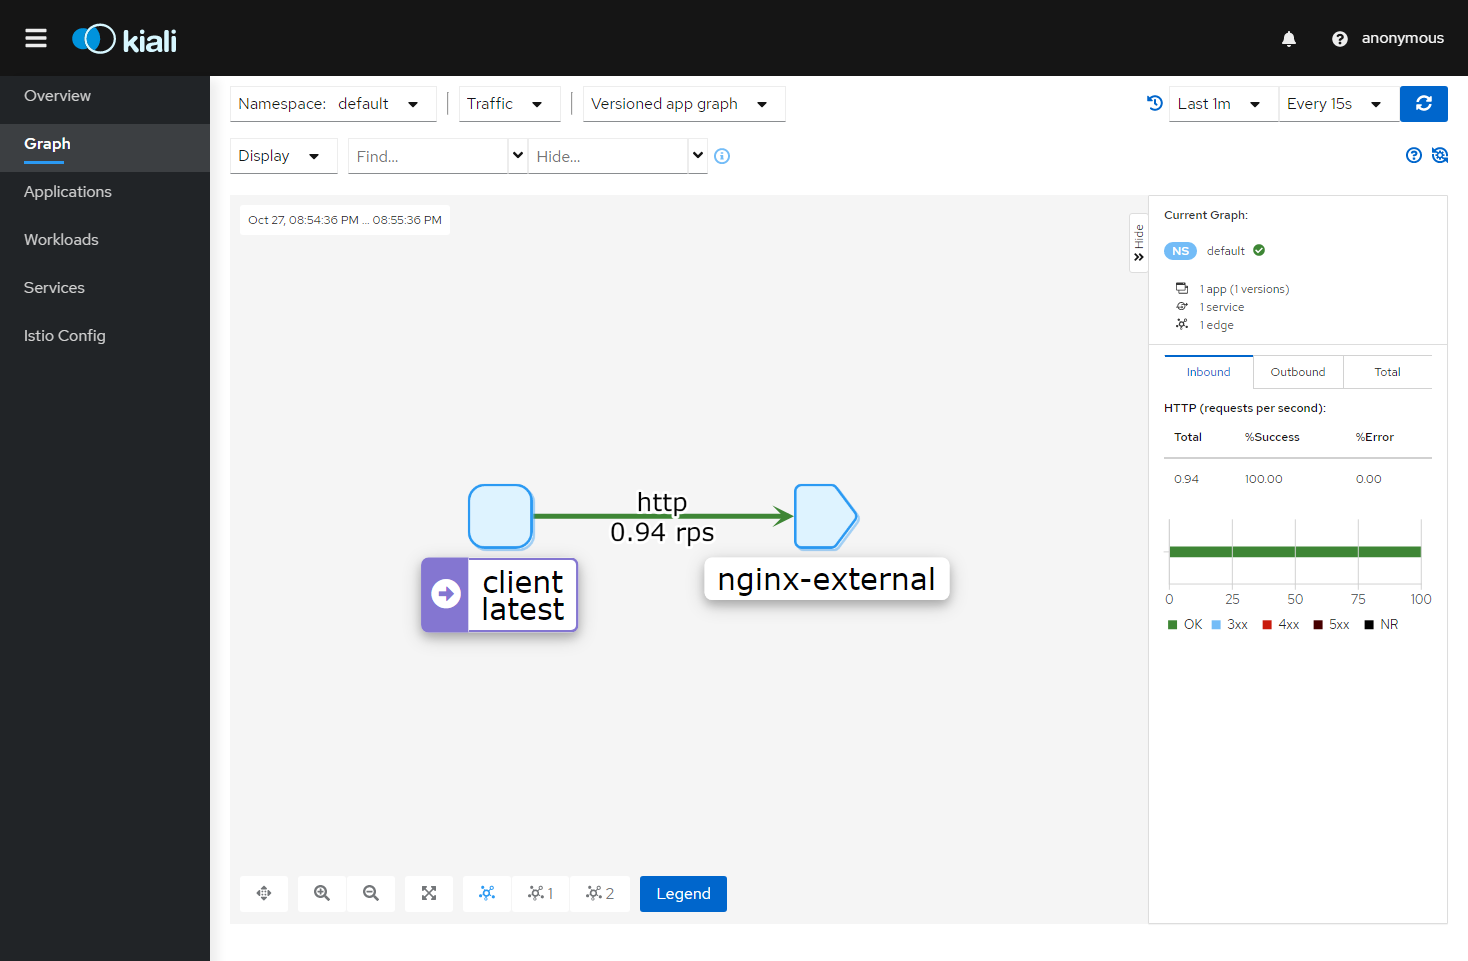 kiali
anonymous
Overview
Graph
Applications
Workloads
Services
Istio Config
Namespace: default
Traffic
Versioned app graph
Last 1m
Every 15s
Display
Find...
Hide...
Oct 27, 08:54:36 PM ... 08:55:36 PM
Hide
http
0.94 rps
client
latest
nginx-external
1
2
Legend
Current Graph:
NS default
1 app (1 versions)
1 service
1 edge
Inbound Outbound Total
HTTP (requests per second):
Total %Success %Error
0.94 100.00 0.00
0 25 50 75 100
OK 3xx 4xx 5xx NR